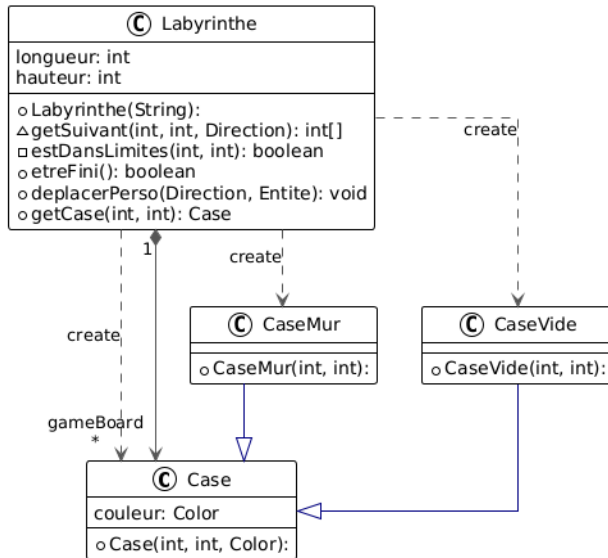 C Labyrinthe
longueur: int
hauteur: int
Labyrinthe(String):
getSuivant(int, int, Direction): int[]
estDansLimites(int, int): boolean
etreFini(): boolean
deplacerPerso(Direction, Entite): void
getCase(int, int): Case
create
1
create
create
C CaseMur
CaseMur(int, int):
C CaseVide
CaseVide(int, int):
gameBoard
*
C Case
couleur: Color
Case(int, int, Color):